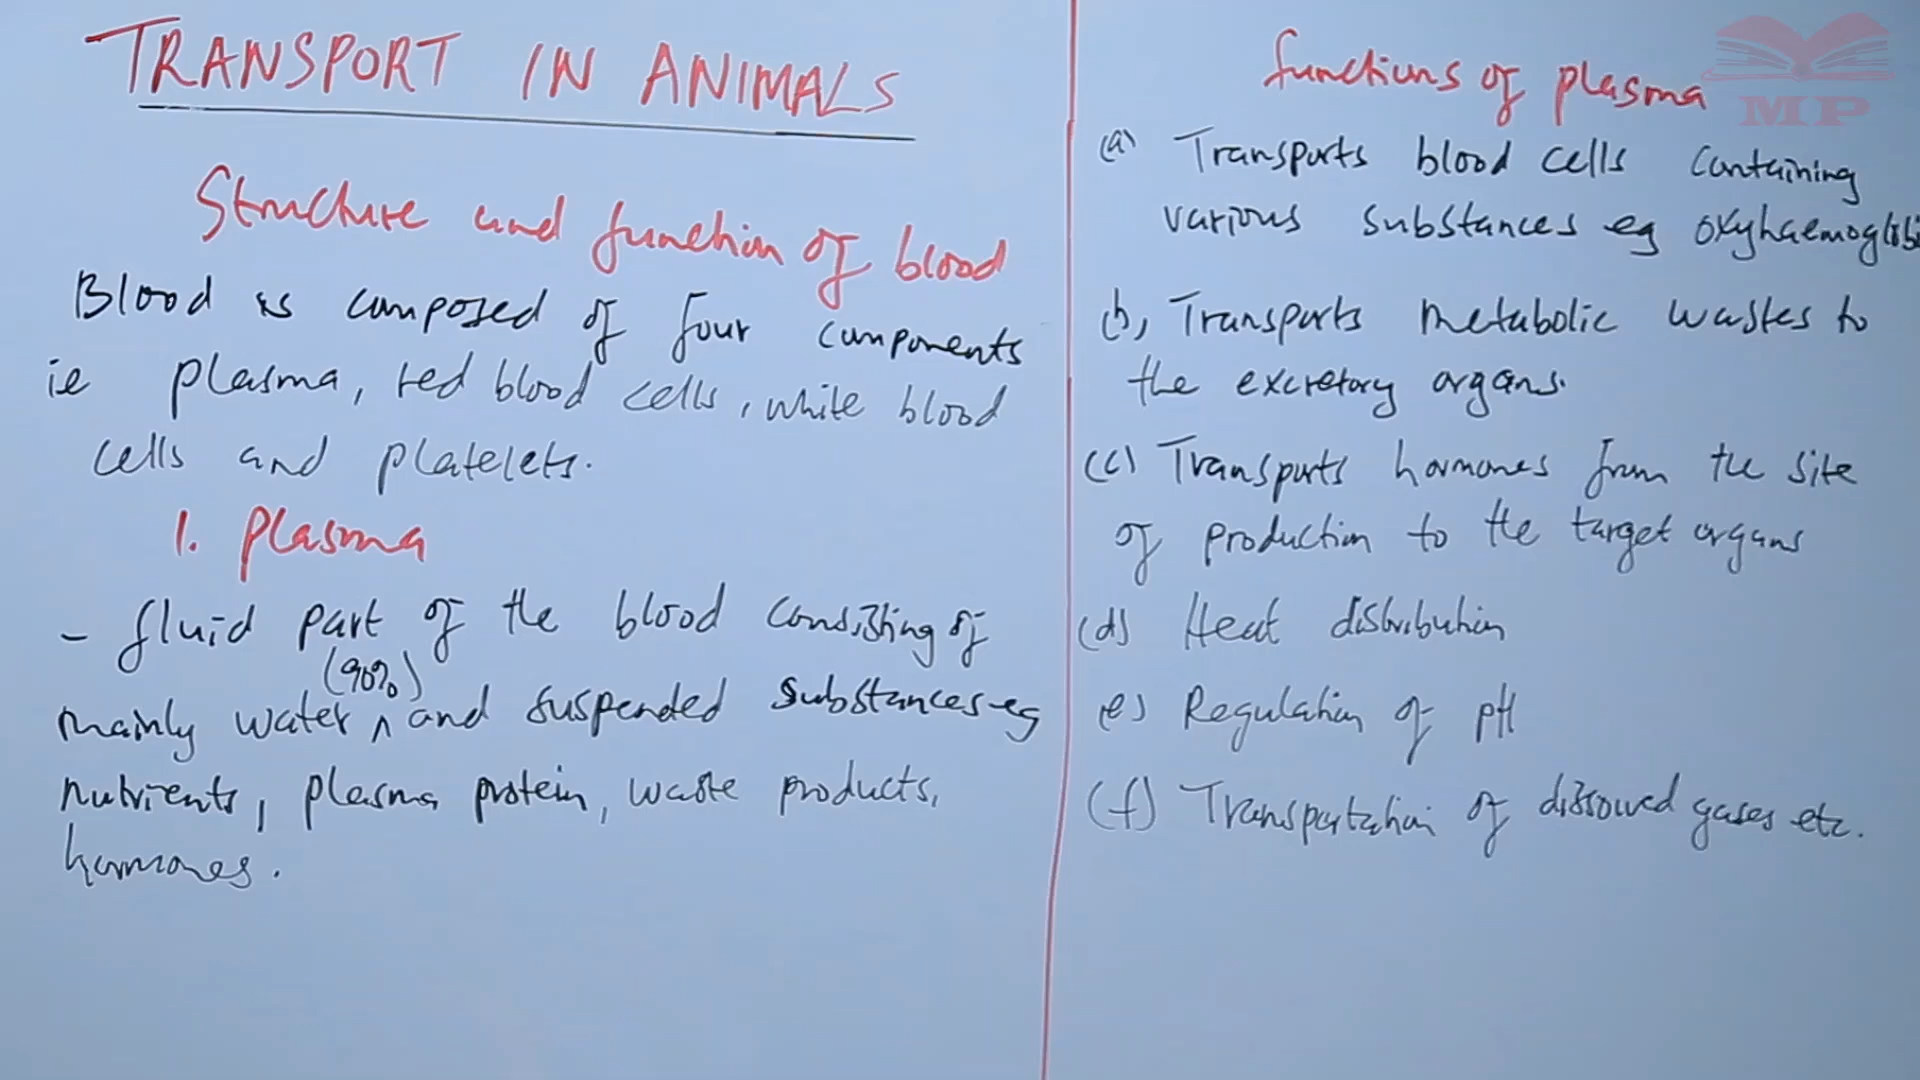 TRANSPORT IN ANIMALS
Structure and function of blood
Blood is composed of four components
ie plasma, red blood cells, white blood
cells and platelets.
1. plasma
- fluid part of the blood consisting of
(90%)
mainly water ^ and suspended substances eg
nutrients, plasma protein, waste products,
hormones.
functions of plasma
(a) Transports blood cells containing
various substances eg oxyhaemoglobi
(b) Transports metabolic wastes to
the excretory organs.
(c) Transports hormones from the site
of production to the target organs
(d) Heat distribution
(e) Regulation of pH
(f) Transportation of dissolved gases etc.
MP